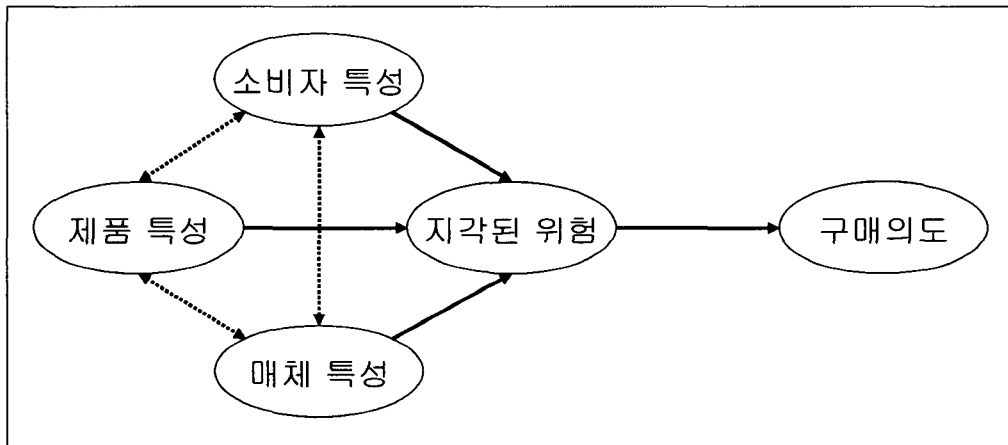 소비자 특성
제품 특성
지각된 위험
구매의도
매체 특성